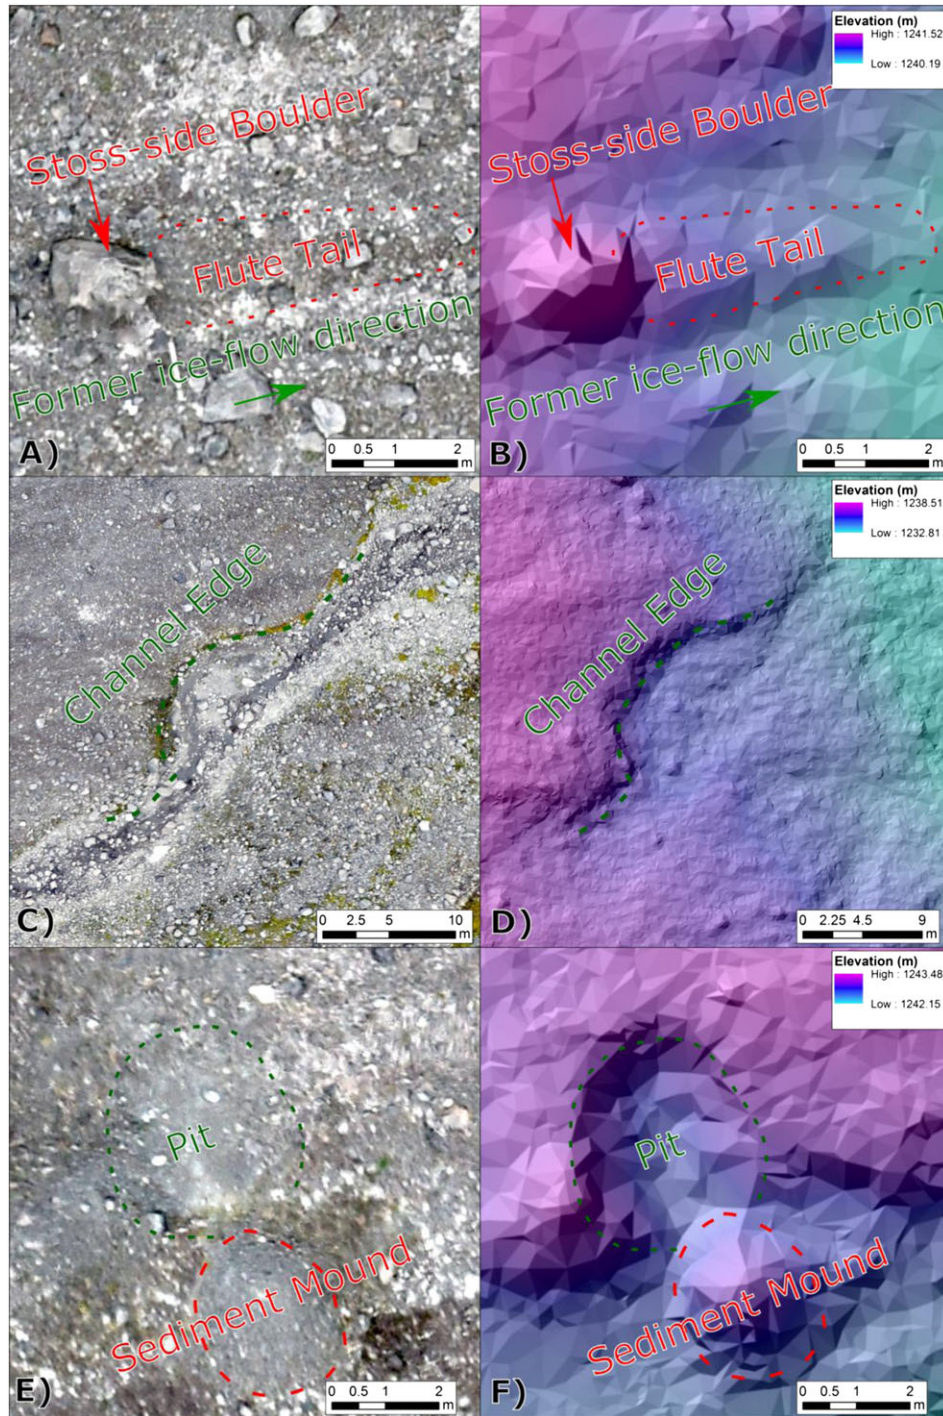 Stoss-side Boulder
Flute Tail
Former ice-flow direction
A)
0 0.5 1 2
m
Elevation (m)
High : 1241.52
Low : 1240.19
Stoss-side Boulder
Flute Tail
Former ice-flow direction
B)
0 0.5 1 2
m
Channel Edge
C)
0 2.5 5 10
m
Elevation (m)
High : 1238.51
Low : 1232.81
Channel Edge
D)
0 2.25 4.5 9
m
Pit
Sediment Mound
E)
0 0.5 1 2
m
Elevation (m)
High : 1243.48
Low : 1242.15
Pit
Sediment Mound
F)
0 0.5 1 2
m